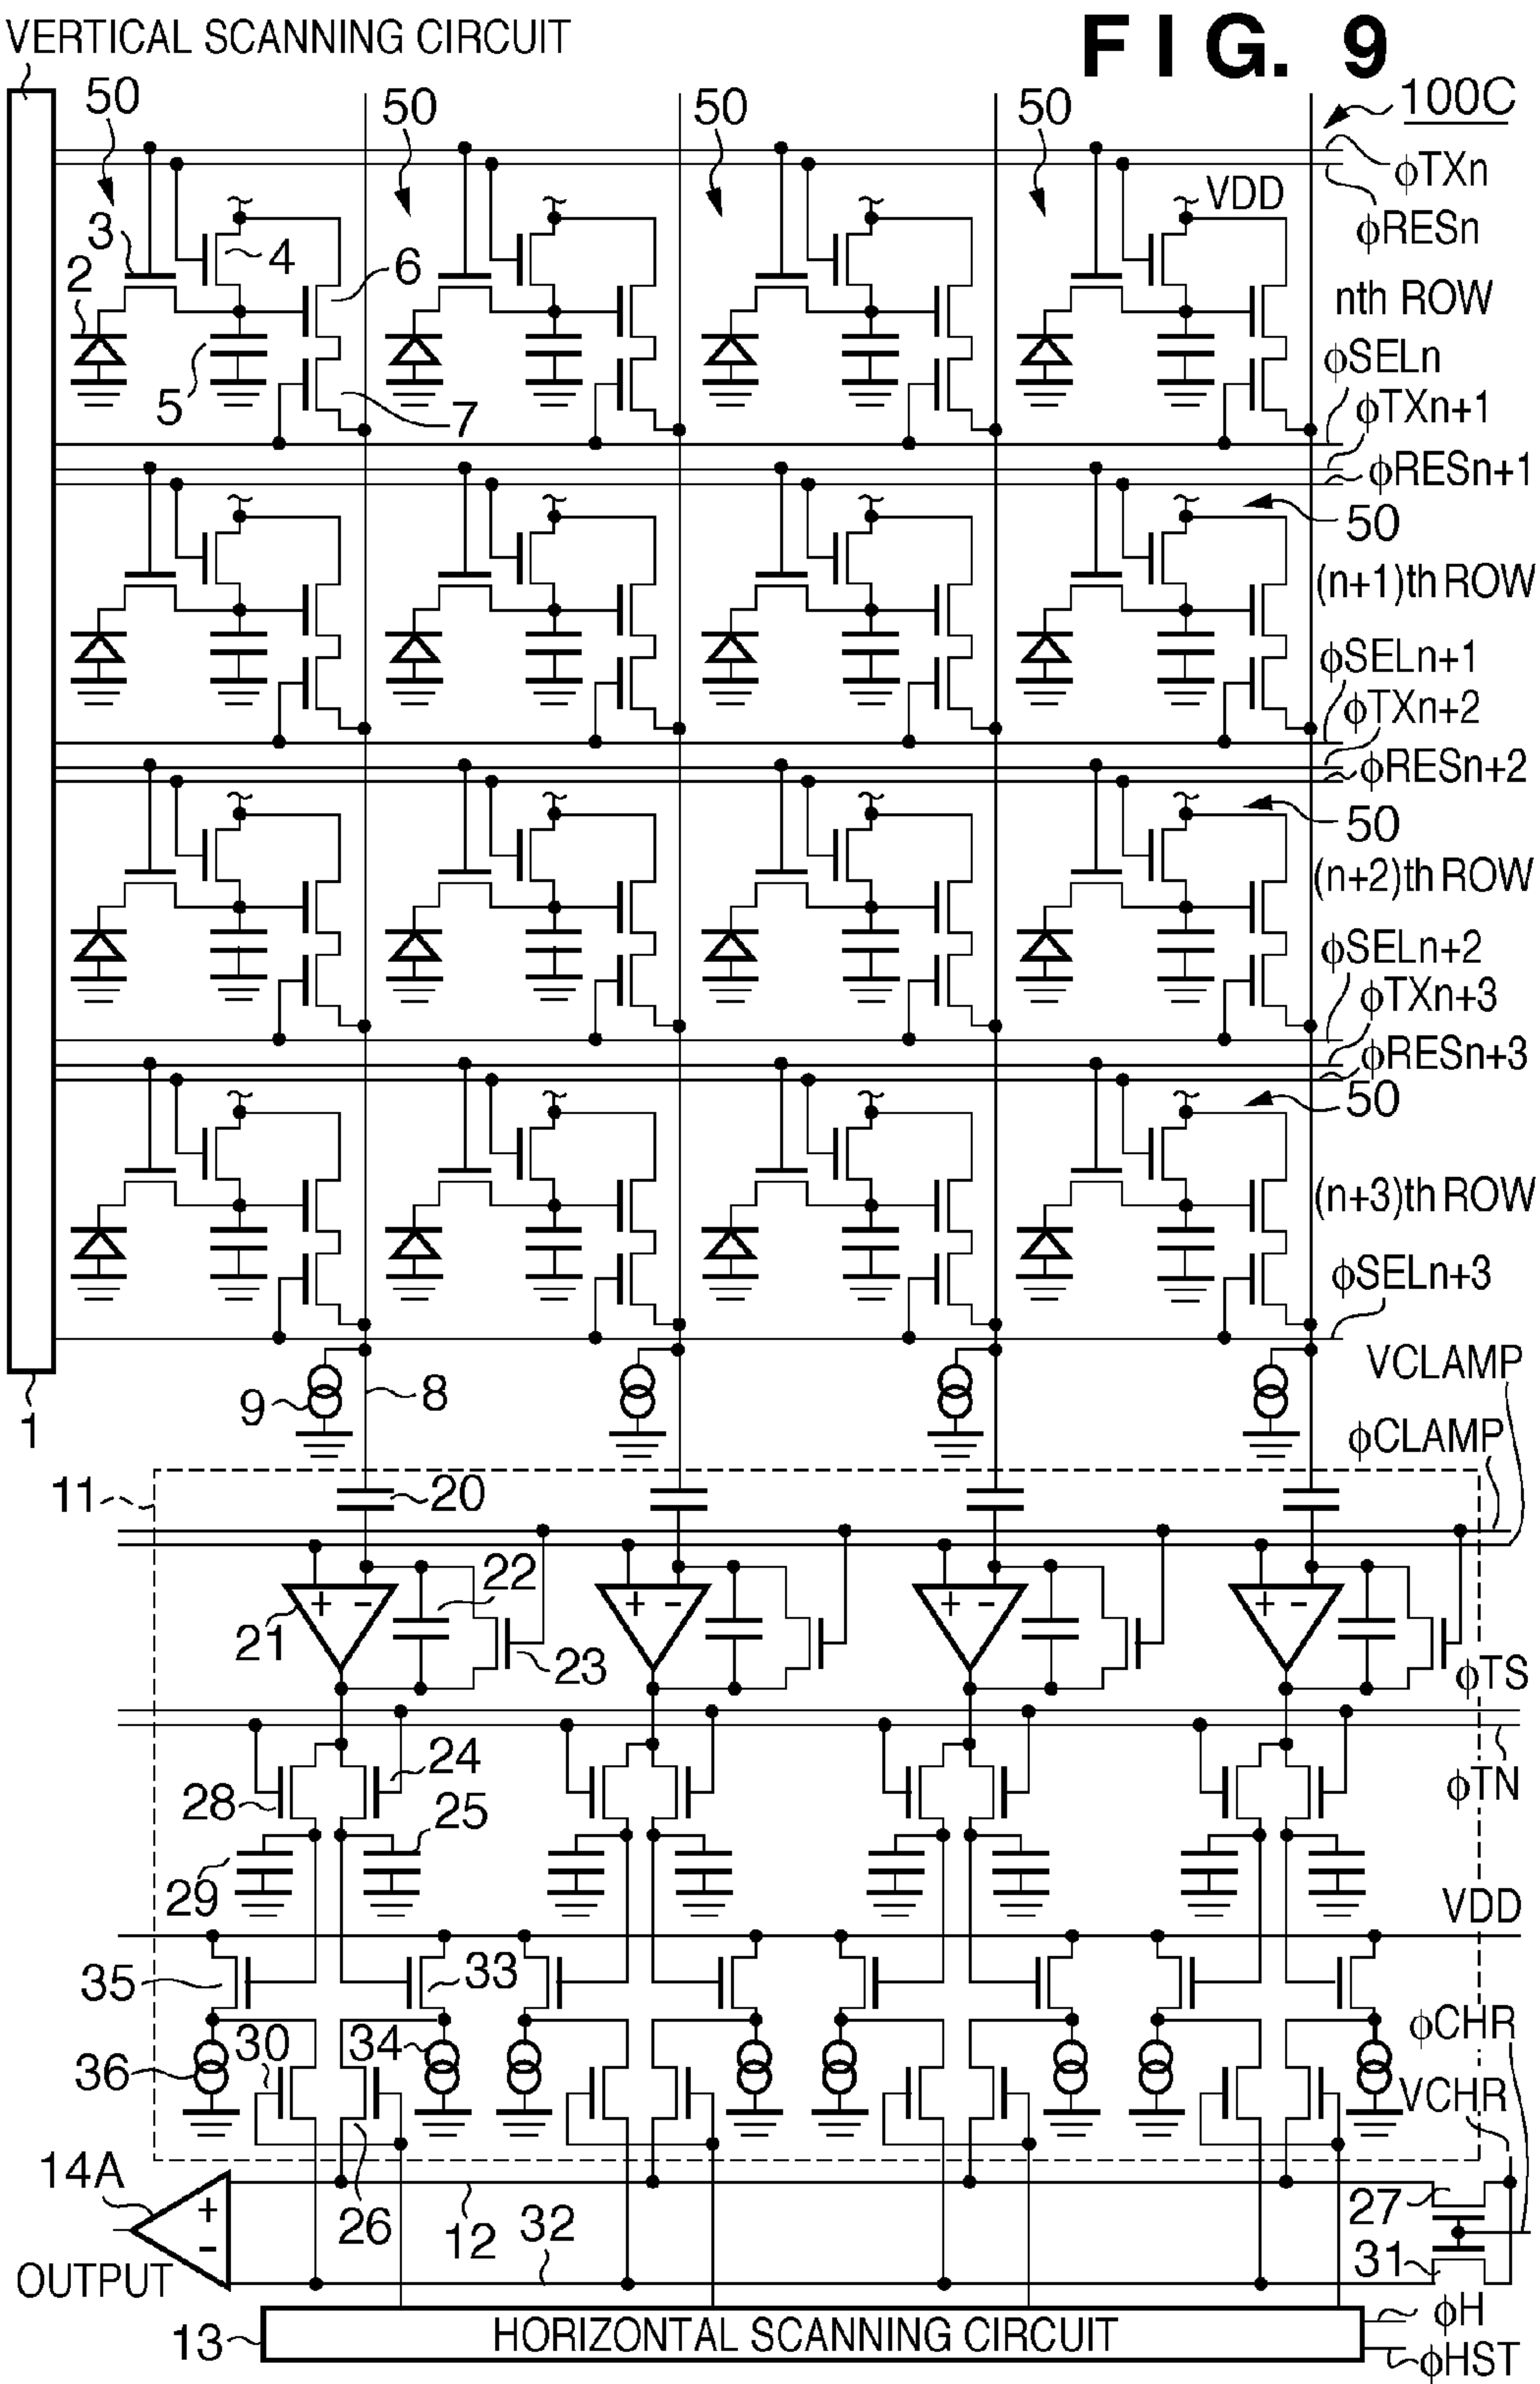 VERTICAL SCANNING CIRCUIT
FIG. 9
50
50
50
50
100C
ϕTXn
VDD
ϕRESn
3
4
6
2
nth ROW
ϕSELn
5
7
ϕTXn+1
ϕRESn+1
50
(n+1)th ROW
ϕSELn+1
ϕTXn+2
ϕRESn+2
50
(n+2)th ROW
ϕSELn+2
ϕTXn+3
ϕRESn+3
50
(n+3)th ROW
ϕSELn+3
VCLAMP
9
8
1
ϕCLAMP
11
20
22
+ -
+ -
+ -
+ -
21
23
ϕTS
24
28
ϕTN
25
29
VDD
35
33
ϕCHR
30
34
36
VCHR
14A
+
26
12
32
27
-
31
OUTPUT
13
HORIZONTAL SCANNING CIRCUIT
ϕH
ϕHST